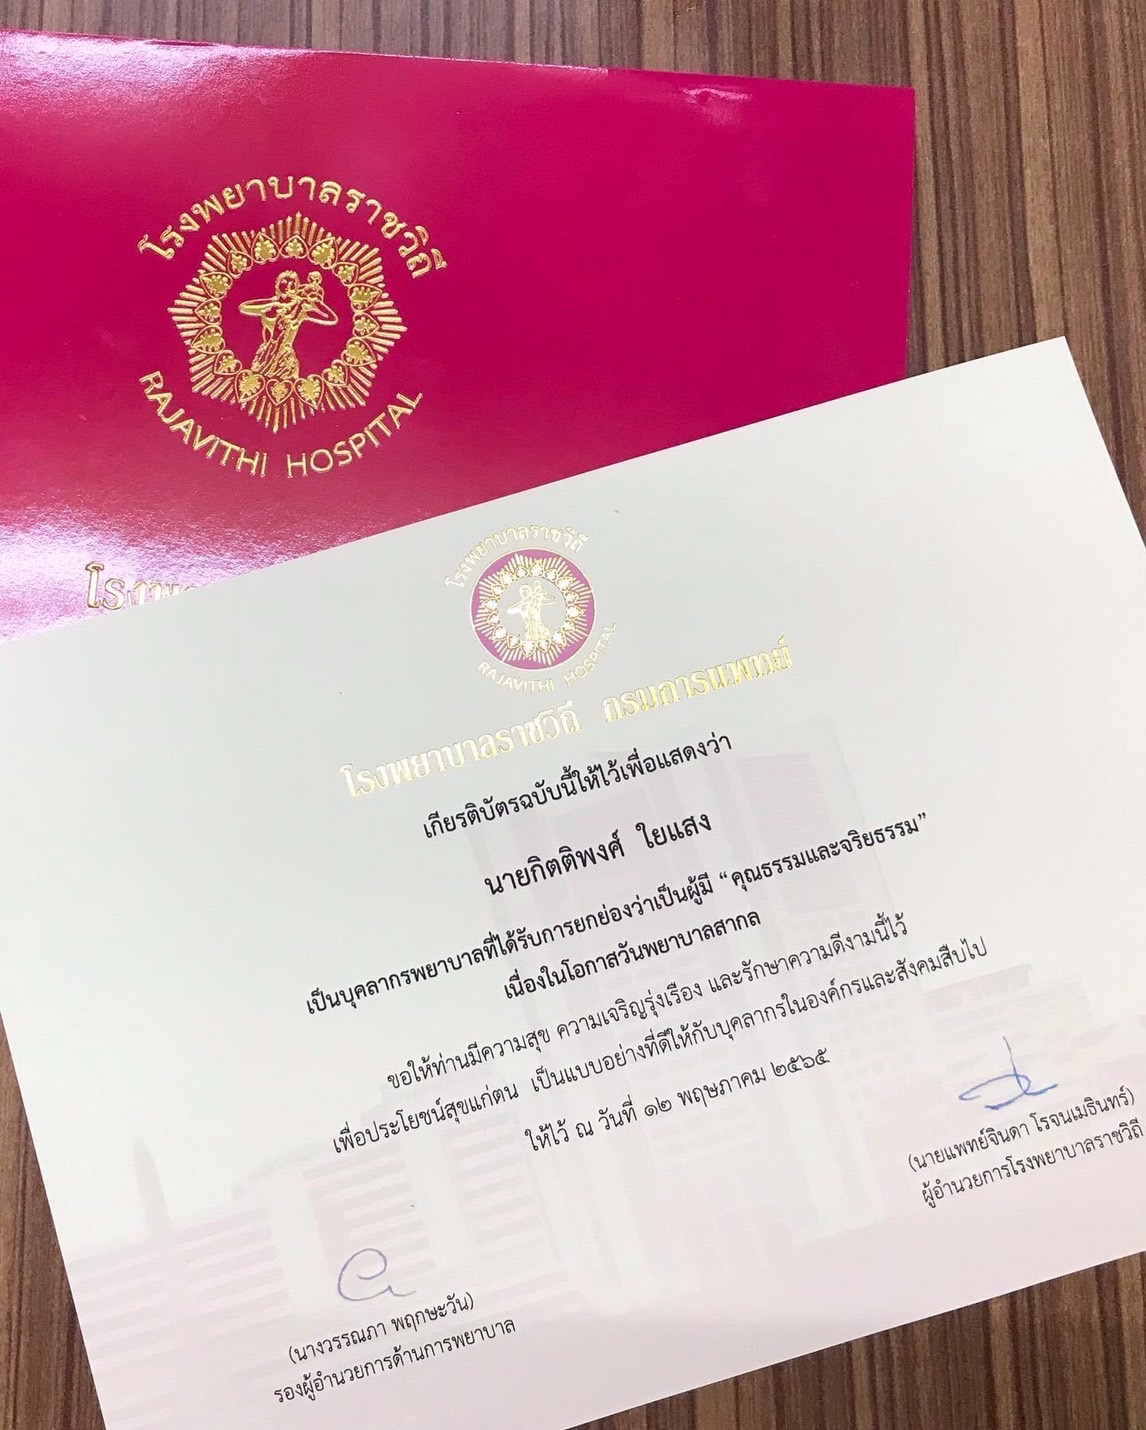 โรงพยาบาลราชวิถี
RAJAVITHI HOSPITAL
โรงพยาบาลราชวิถี
RAJAVITHI HOSPITAL
โรงพยาบาลราชวิถี กรมการแพทย์
เกียรติบัตรฉบับนี้ให้ไว้เพื่อแสดงว่า
นายกิตติพงศ์ ใยแสง
เป็นบุคลากรพยาบาลที่ได้รับการยกย่องว่าเป็นผู้มี “คุณธรรมและจริยธรรม”
เนื่องในโอกาสวันพยาบาลสากล
ขอให้ท่านมีความสุข ความเจริญรุ่งเรือง และรักษาความดีงามนี้ไว้
เพื่อประโยชน์สุขแก่ตน เป็นแบบอย่างที่ดีให้กับบุคลากรในองค์กรและสังคมสืบไป
ให้ไว้ ณ วันที่ ๑๒ พฤษภาคม ๒๕๖๕
(นายแพทย์จินดา โรจนเมธินทร์)
ผู้อำนวยการโรงพยาบาลราชวิถี
(นางวรรณภา พฤกษะวัน)
รองผู้อำนวยการด้านการพยาบาล